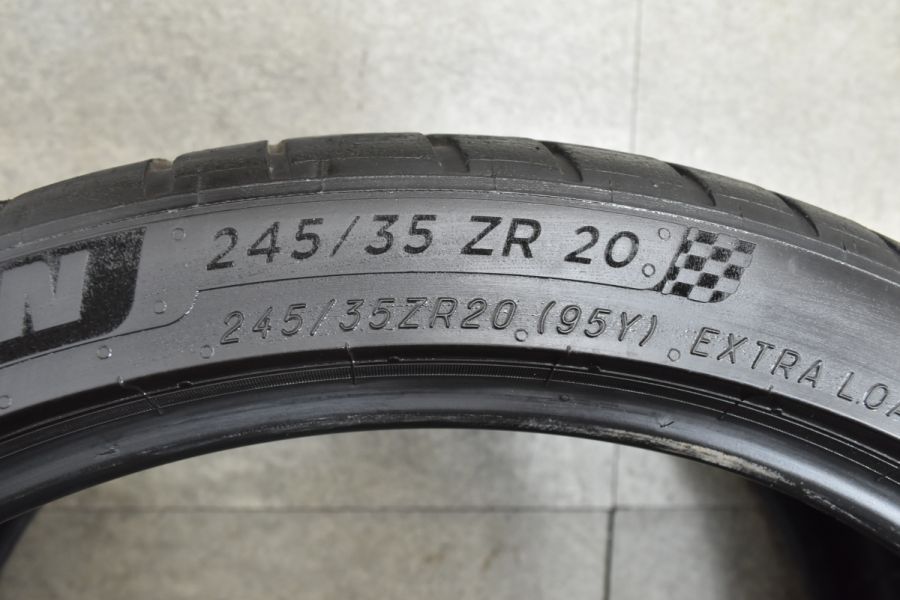 245/35 ZR 20
N
245/35ZR20 (95Y) EXTRA LOA